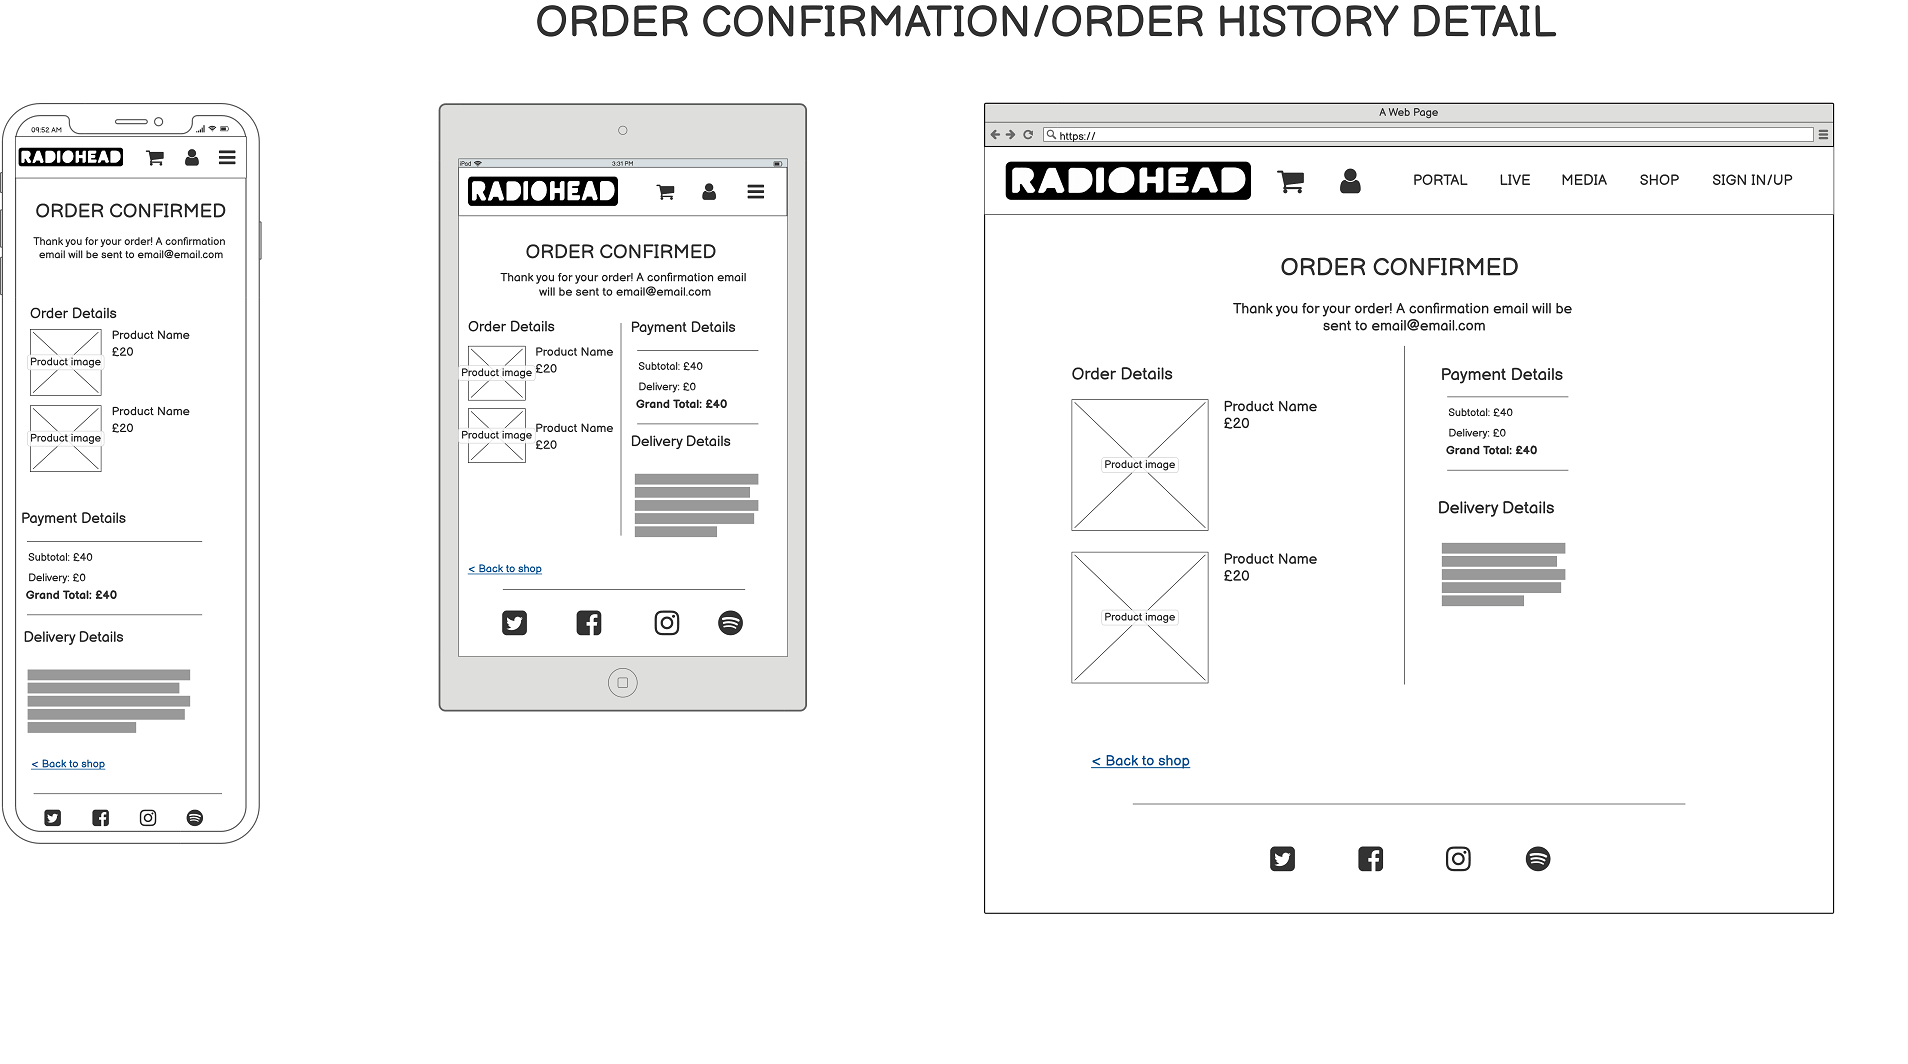 ORDER CONFIRMATION/ORDER HISTORY DETAIL
09:52 AM
RADIOHEAD
ORDER CONFIRMED
Thank you for your order! A confirmation
email will be sent to email@email.com
Order Details
Product image
Product Name
£20
Product image
Product Name
£20
Payment Details
Subtotal: £40
Delivery: £0
Grand Total: £40
Delivery Details
< Back to shop
iPod
3:31 PM
RADIOHEAD
ORDER CONFIRMED
Thank you for your order! A confirmation email
will be sent to email@email.com
Order Details
Product image
Product Name
£20
Product image
Product Name
£20
Payment Details
Subtotal: £40
Delivery: £0
Grand Total: £40
Delivery Details
< Back to shop
A Web Page
https://
RADIOHEAD
PORTAL LIVE MEDIA SHOP SIGN IN/UP
ORDER CONFIRMED
Thank you for your order! A confirmation email will be
sent to email@email.com
Order Details
Product image
Product Name
£20
Product image
Product Name
£20
Payment Details
Subtotal: £40
Delivery: £0
Grand Total: £40
Delivery Details
< Back to shop